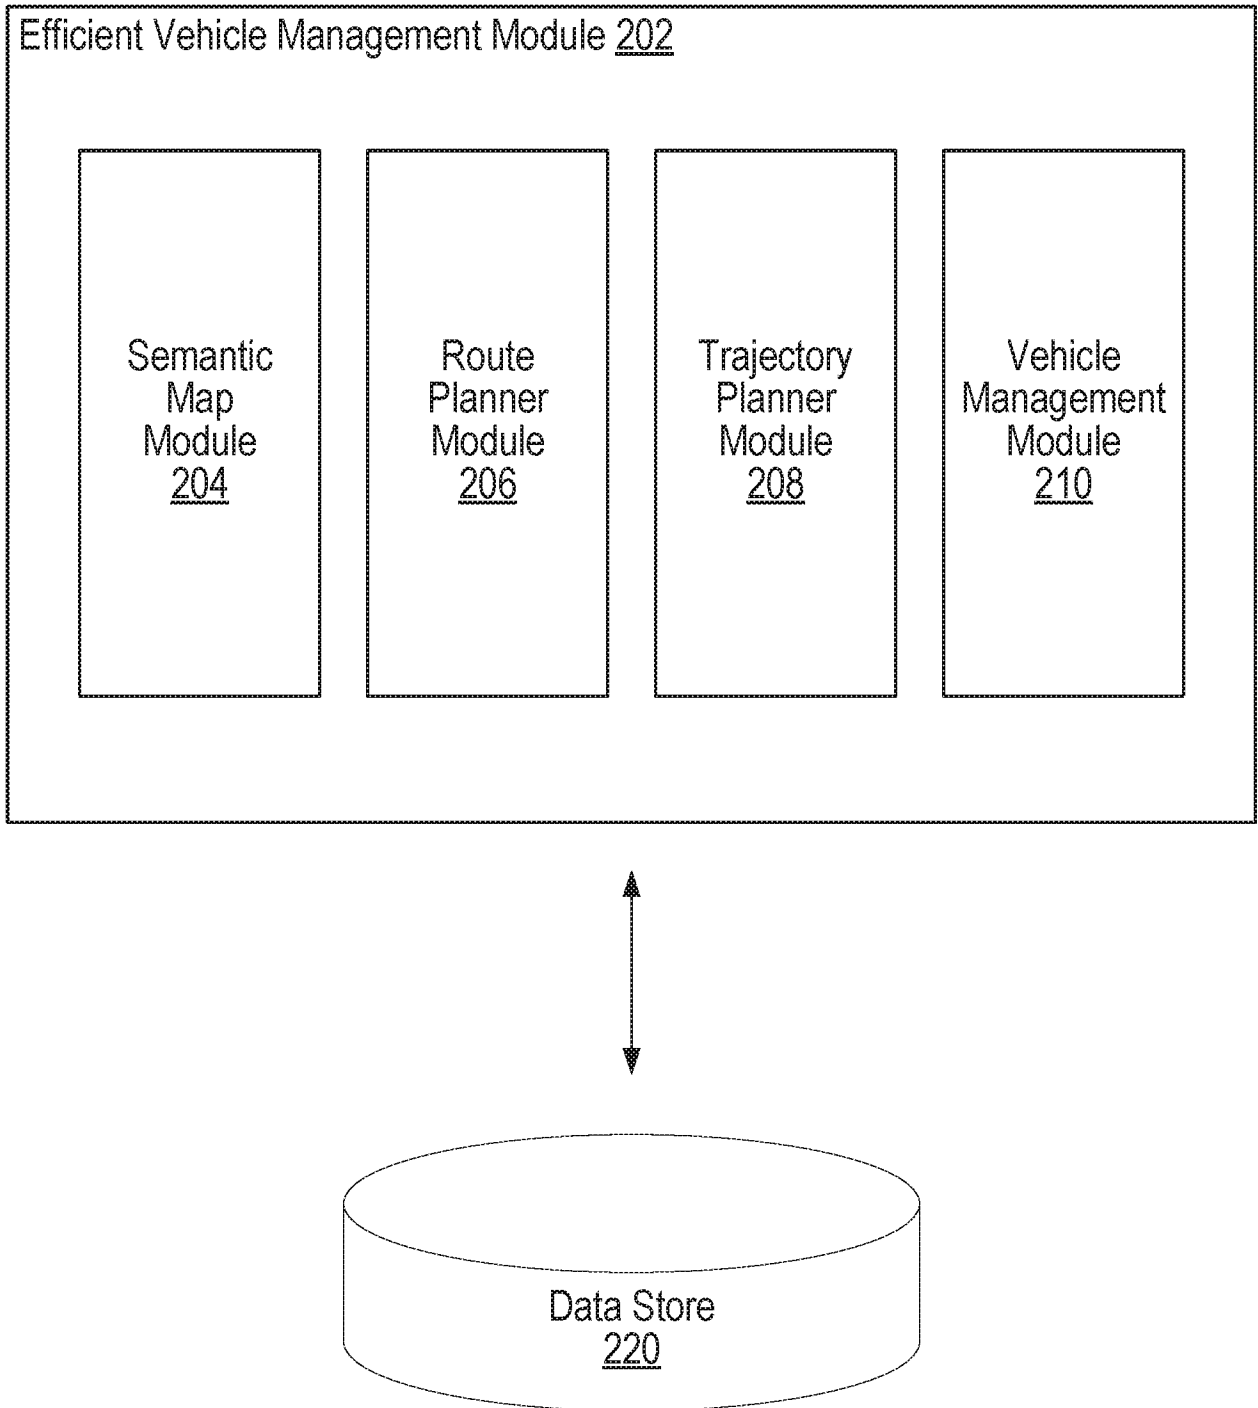 Efficient Vehicle Management Module 202
Semantic
Map
Module
204
Route
Planner
Module
206
Trajectory
Planner
Module
208
Vehicle
Management
Module
210
Data Store
220